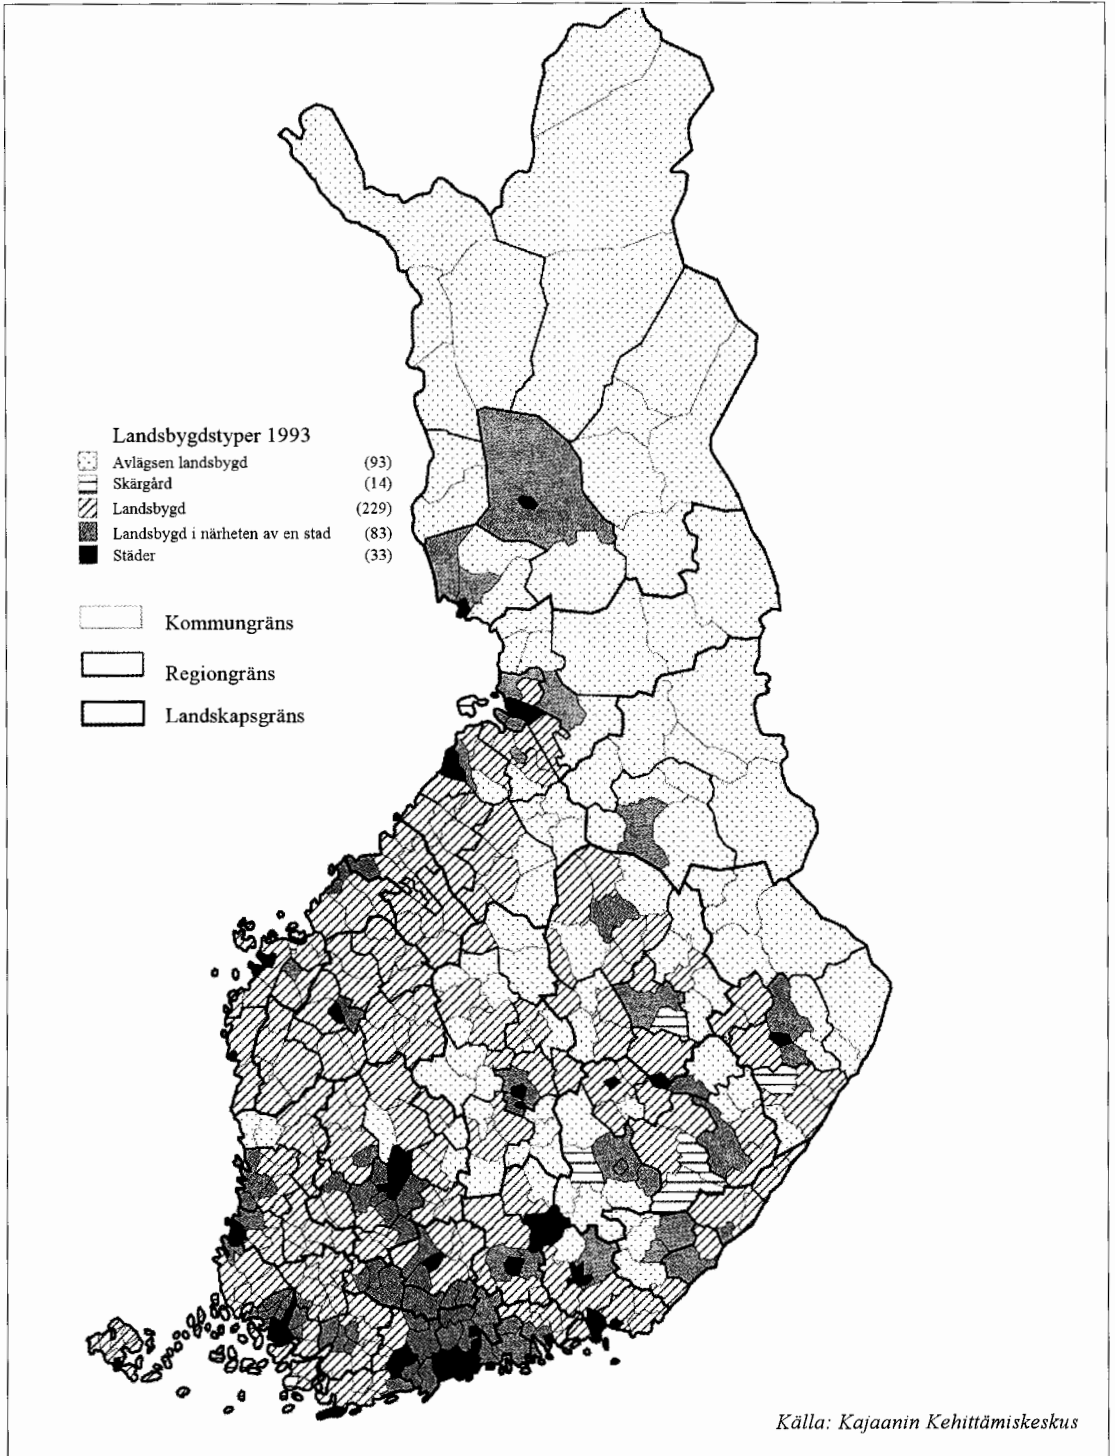 Landsbygdstyper 1993
Avlägsen landsbygd (93)
Skärgård (14)
Landsbygd (229)
Landsbygd i närheten av en stad (83)
Städer (33)
Kommungräns
Regiongräns
Landskapsgräns
Källa: Kajaanin Kehittämiskeskus